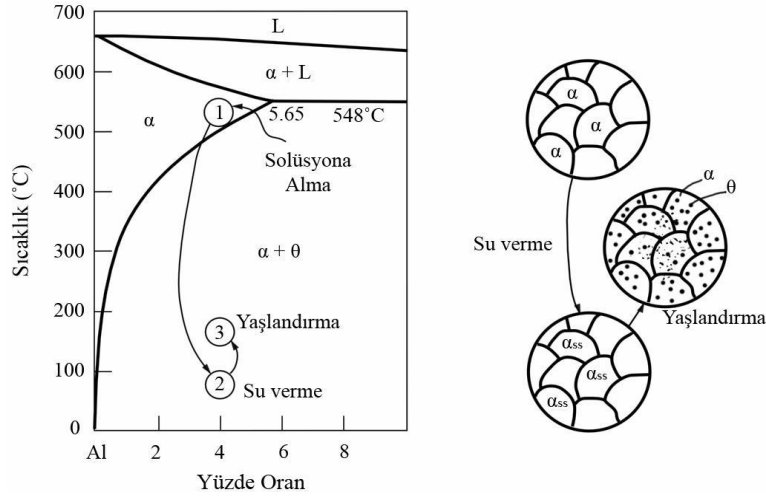 700
600
500
400
300
200
100
0
Sıcaklık (˚C)
Al
2
4
6
8
Yüzde Oran
L
α + L
α
1
5.65
548˚C
Solüsyona
Alma
α + θ
3
Yaşlandırma
2
Su verme
α
α
α
Su verme
α
θ
Yaşlandırma
αss
αss
αss